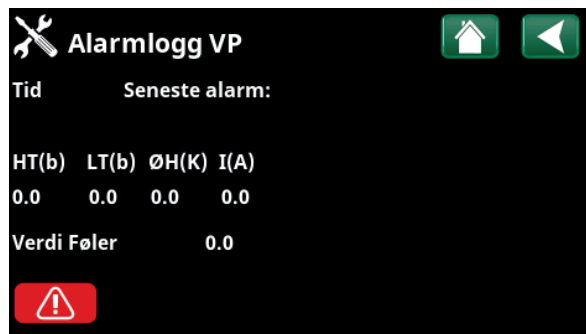 Alarmlogg VP
Tid Seneste alarm:
HT(b) LT(b) ØH(K) I(A)
0.0 0.0 0.0 0.0
Verdi Føler 0.0